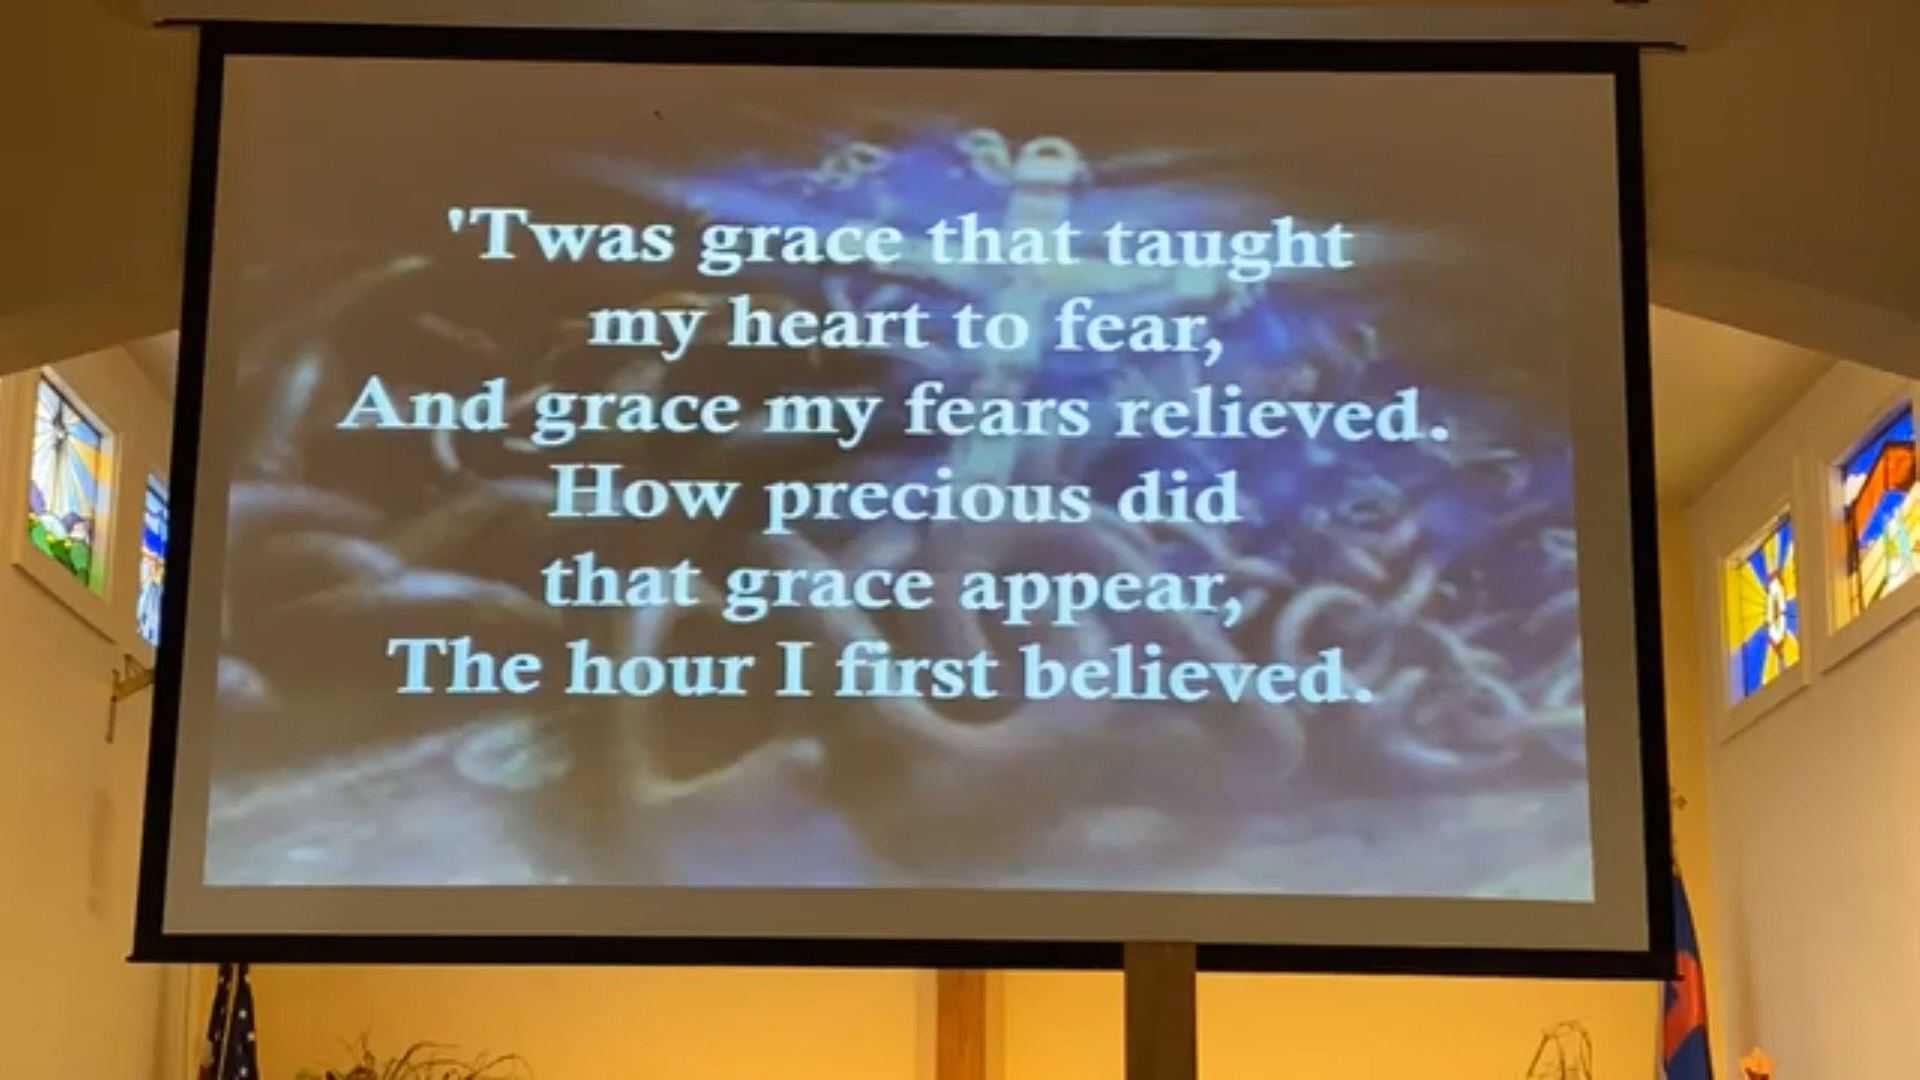 'Twas grace that taught
my heart to fear,
And grace my fears relieved.
How precious did
that grace appear,
The hour I first believed.